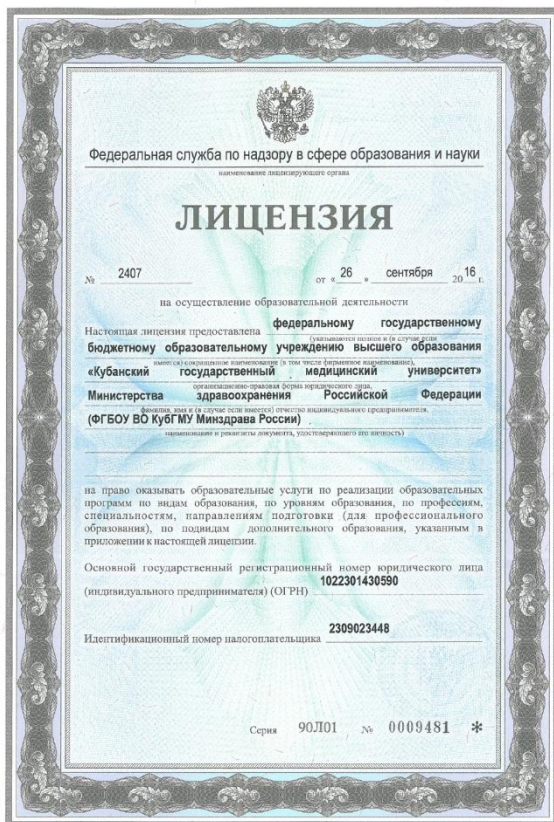 Федеральная служба по надзору в сфере образования и науки
наименование лицензирующего органа
ЛИЦЕНЗИЯ
№ 2407 от «26» сентября 2016 г.
на осуществление образовательной деятельности
Настоящая лицензия предоставлена федеральному государственному
(указываются полное и (в случае если
бюджетному образовательному учреждению высшего образования
имеется) сокращенное наименование (в том числе фирменное наименование),
«Кубанский государственный медицинский университет»
организационно-правовая форма юридического лица,
Министерства здравоохранения Российской Федерации
фамилия, имя и (в случае если имеется) отчество индивидуального предпринимателя,
(ФГБОУ ВО КубГМУ Минздрава России)
наименование и реквизиты документа, удостоверяющего его личность)
на право оказывать образовательные услуги по реализации образовательных
программ по видам образования, по уровням образования, по профессиям,
специальностям, направлениям подготовки (для профессионального
образования), по подвидам дополнительного образования, указанным в
приложении к настоящей лицензии.
Основной государственный регистрационный номер юридического лица
(индивидуального предпринимателя) (ОГРН) 1022301430590
Идентификационный номер налогоплательщика 2309023448
Серия 90Л01 № 0009481 *